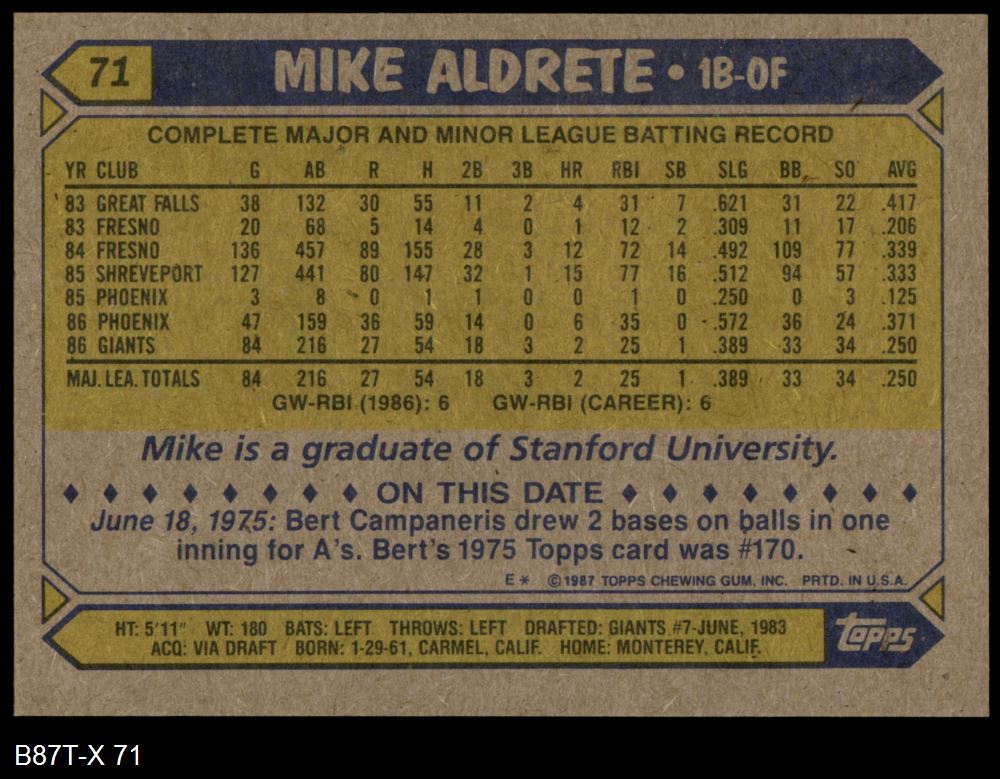 71 MIKE ALDRETE • 1B-OF
COMPLETE MAJOR AND MINOR LEAGUE BATTING RECORD
YR CLUB G AB R H 2B 3B HR RBI SB SLG BB SO AVG
83 GREAT FALLS 38 132 30 55 11 2 4 31 7 .621 31 22 .417
83 FRESNO 20 68 5 14 4 0 1 12 2 .309 11 17 .206
84 FRESNO 136 457 89 155 28 3 12 72 14 .492 109 77 .339
85 SHREVEPORT 127 441 80 147 32 1 15 77 16 .512 94 57 .333
85 PHOENIX 3 8 0 1 1 0 0 1 0 .250 0 3 .125
86 PHOENIX 47 159 36 59 14 0 6 35 0 .572 36 24 .371
86 GIANTS 84 216 27 54 18 3 2 25 1 .389 33 34 .250
MAJ. LEA. TOTALS 84 216 27 54 18 3 2 25 1 .389 33 34 .250
GW-RBI (1986): 6 GW-RBI (CAREER): 6
Mike is a graduate of Stanford University.
♦ ♦ ♦ ♦ ♦ ♦ ♦ ♦ ON THIS DATE ♦ ♦ ♦ ♦ ♦ ♦ ♦ ♦
June 18, 1975: Bert Campaneris drew 2 bases on balls in one
inning for A's. Bert's 1975 Topps card was #170.
E* ©1987 TOPPS CHEWING GUM, INC. PRTD. IN U.S.A.
HT: 5'11" WT: 180 BATS: LEFT THROWS: LEFT DRAFTED: GIANTS #7-JUNE, 1983
ACQ: VIA DRAFT BORN: 1-29-61, CARMEL, CALIF. HOME: MONTEREY, CALIF.
topps
B87T-X 71